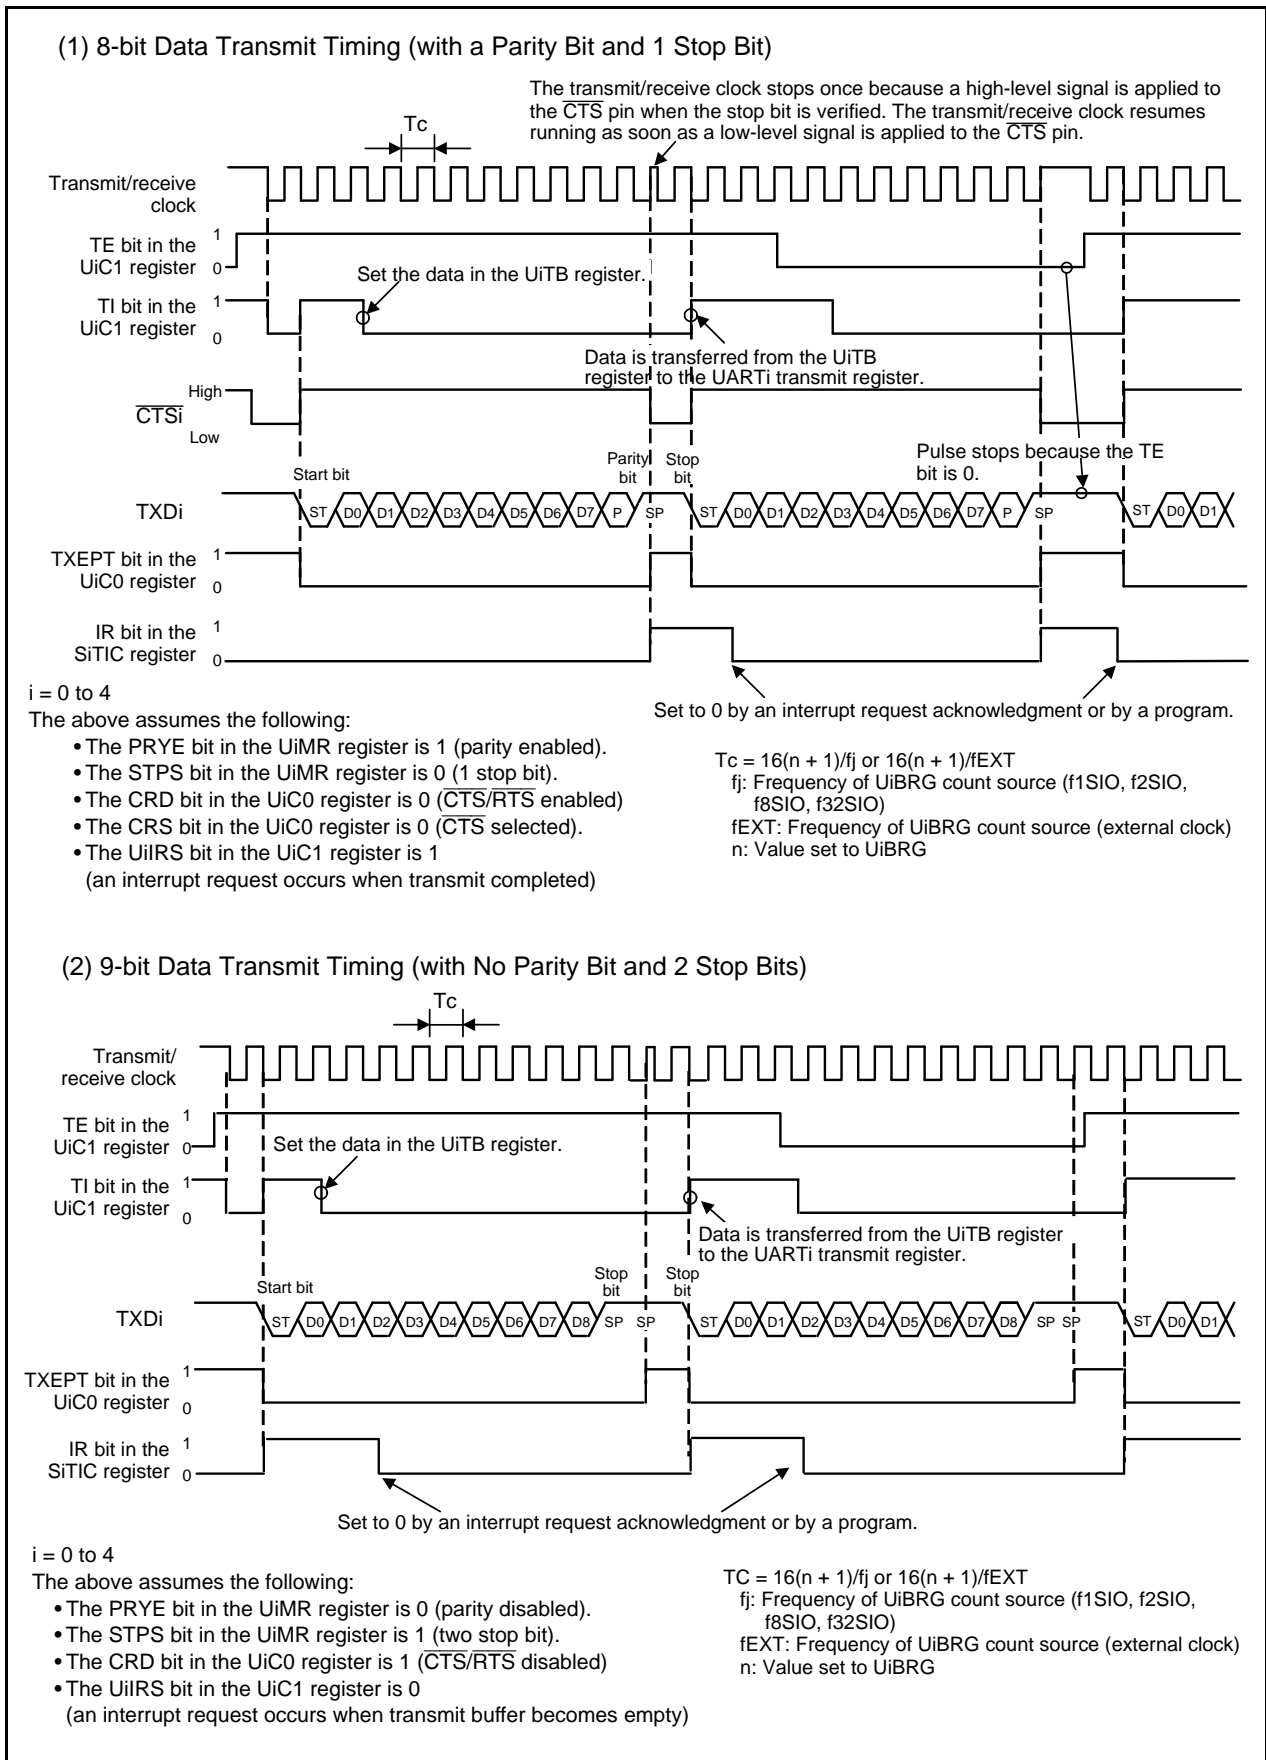 (1) 8-bit Data Transmit Timing (with a Parity Bit and 1 Stop Bit)
The transmit/receive clock stops once because a high-level signal is applied to
the CTS pin when the stop bit is verified. The transmit/receive clock resumes
running as soon as a low-level signal is applied to the CTS pin.
Tc
Transmit/receive
clock
TE bit in the
UiC1 register
1
0
Set the data in the UiTB register.
TI bit in the
UiC1 register
1
0
Data is transferred from the UiTB
register to the UARTi transmit register.
High
CTSi
Low
Pulse stops because the TE
bit is 0.
Start bit
Parity
bit
Stop
bit
TXDi
ST D0 D1 D2 D3 D4 D5 D6 D7 P SP ST D0 D1 D2 D3 D4 D5 D6 D7 P SP ST D0 D1
TXEPT bit in the
UiC0 register
1
0
IR bit in the
SiTIC register
1
0
i = 0 to 4
Set to 0 by an interrupt request acknowledgment or by a program.
The above assumes the following:
• The PRYE bit in the UiMR register is 1 (parity enabled).
• The STPS bit in the UiMR register is 0 (1 stop bit).
• The CRD bit in the UiC0 register is 0 (CTS/RTS enabled)
• The CRS bit in the UiC0 register is 0 (CTS selected).
• The UiIRS bit in the UiC1 register is 1
(an interrupt request occurs when transmit completed)
Tc = 16(n + 1)/fj or 16(n + 1)/fEXT
fj: Frequency of UiBRG count source (f1SIO, f2SIO,
f8SIO, f32SIO)
fEXT: Frequency of UiBRG count source (external clock)
n: Value set to UiBRG
(2) 9-bit Data Transmit Timing (with No Parity Bit and 2 Stop Bits)
Tc
Transmit/
receive clock
TE bit in the
UiC1 register
1
0
Set the data in the UiTB register.
TI bit in the
UiC1 register
1
0
Data is transferred from the UiTB register
to the UARTi transmit register.
Start bit
Stop
bit
Stop
bit
TXDi
ST D0 D1 D2 D3 D4 D5 D6 D7 D8 SP SP ST D0 D1 D2 D3 D4 D5 D6 D7 D8 SP SP ST D0 D1
TXEPT bit in the
UiC0 register
1
0
IR bit in the
SiTIC register
1
0
Set to 0 by an interrupt request acknowledgment or by a program.
i = 0 to 4
The above assumes the following:
• The PRYE bit in the UiMR register is 0 (parity disabled).
• The STPS bit in the UiMR register is 1 (two stop bit).
• The CRD bit in the UiC0 register is 1 (CTS/RTS disabled)
• The UiIRS bit in the UiC1 register is 0
(an interrupt request occurs when transmit buffer becomes empty)
TC = 16(n + 1)/fj or 16(n + 1)/fEXT
fj: Frequency of UiBRG count source (f1SIO, f2SIO,
f8SIO, f32SIO)
fEXT: Frequency of UiBRG count source (external clock)
n: Value set to UiBRG